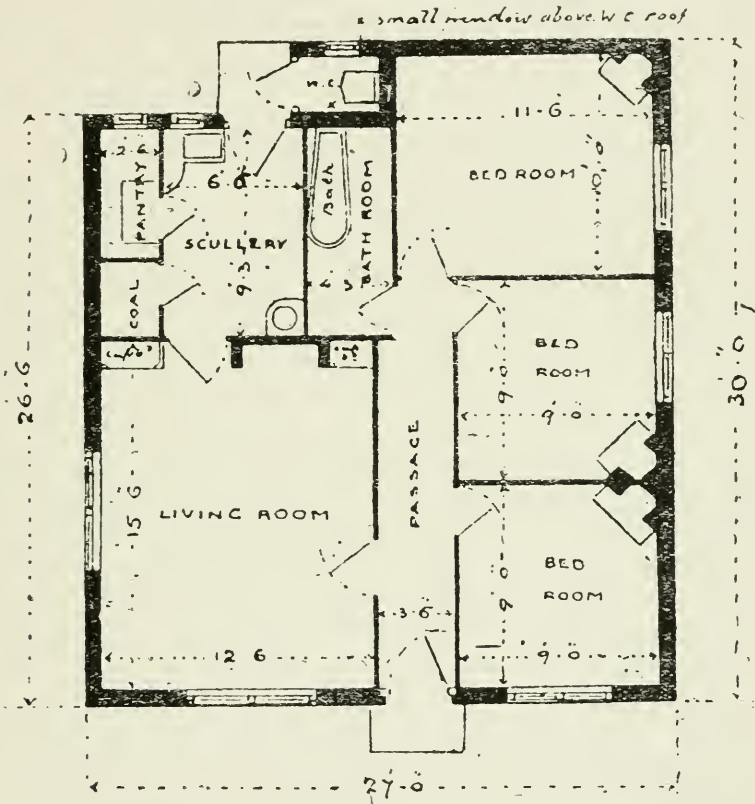 x small window above W C roof
W.C.
x
11-6
2-6
PANTRY
6.0
Bath
BATH ROOM
BED ROOM
10.0"
SCULLERY
9.3
4.3
COAL
BED
ROOM
9.0
9.0
26.6"
30.0"
PASSAGE
15 6
LIVING ROOM
BED
ROOM
9.0
3.6
12 6
9.0
27.0"